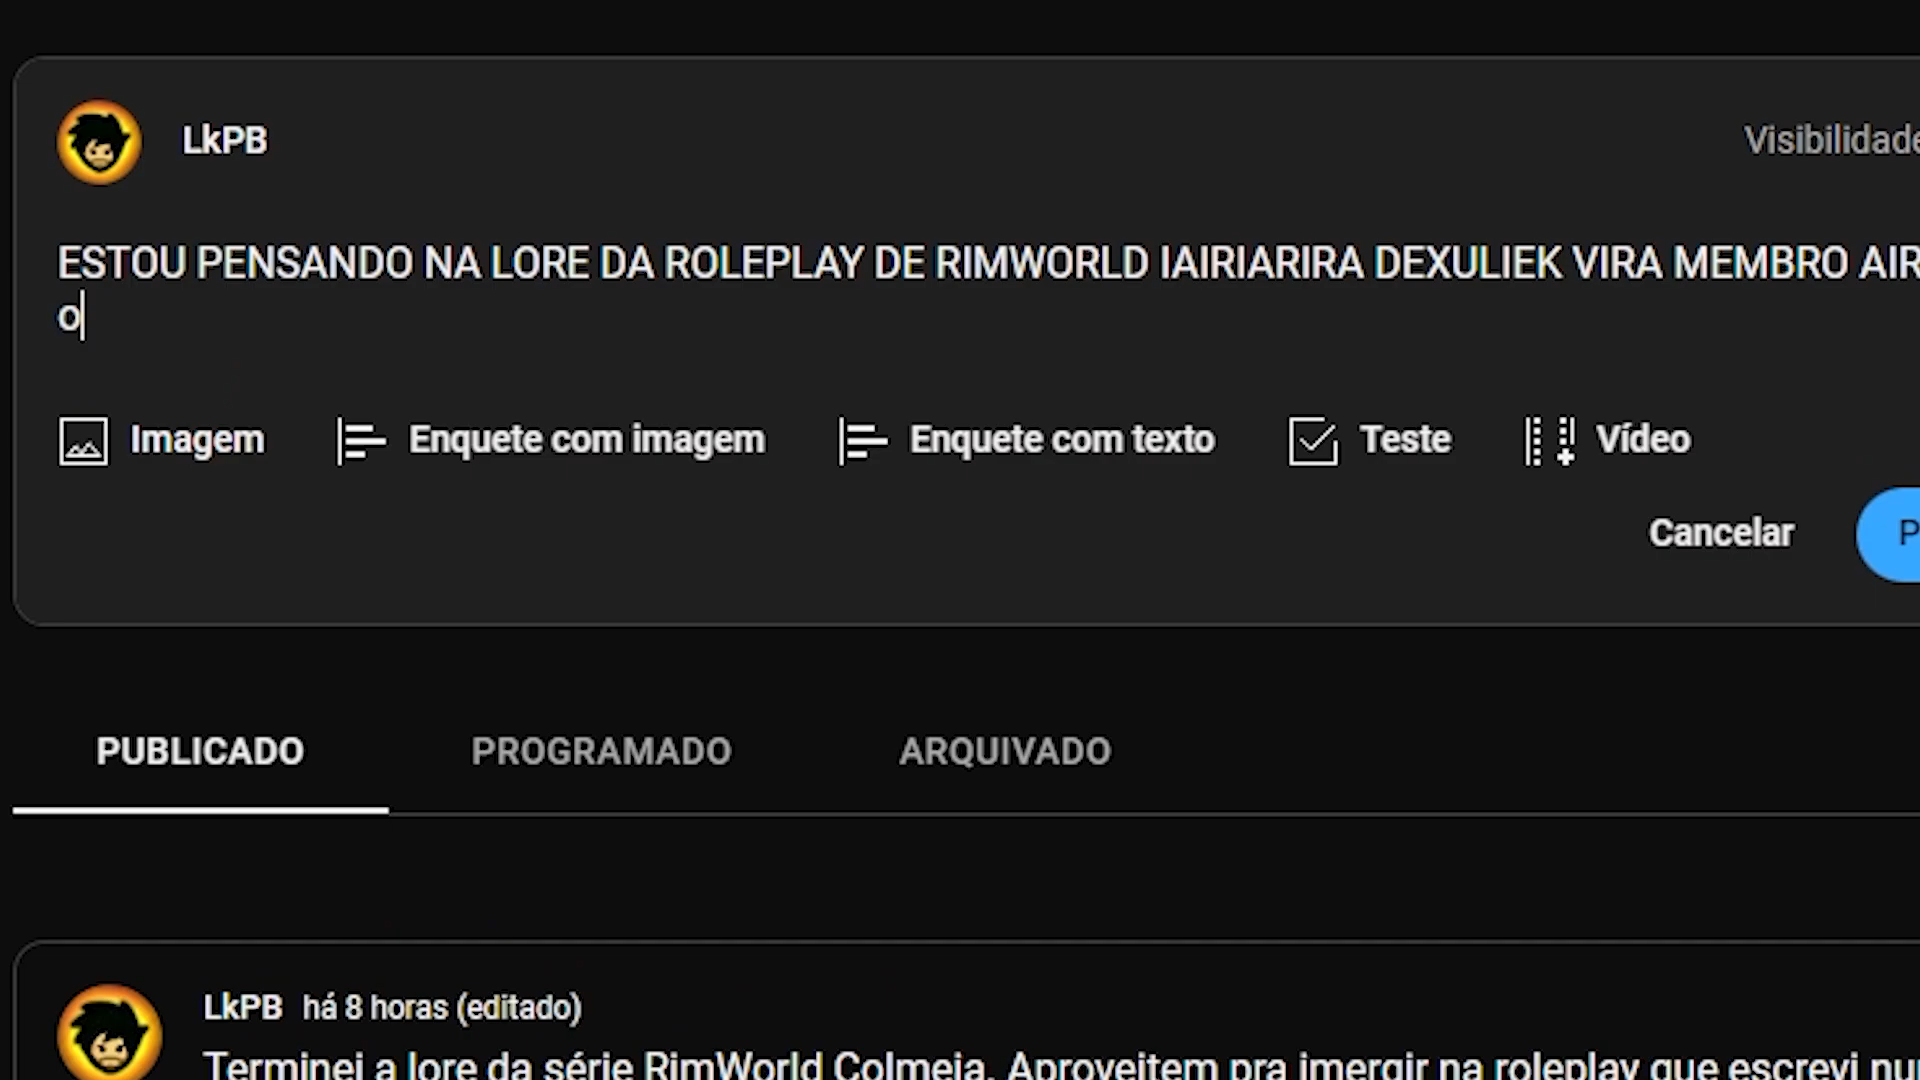 LkPB
Visibilidade
ESTOU PENSANDO NA LORE DA ROLEPLAY DE RIMWORLD IAIRIARIRA DEXULIEK VIRA MEMBRO AIR
o
Imagem
Enquete com imagem
Enquete com texto
Teste
Vídeo
Cancelar
P
PUBLICADO
PROGRAMADO
ARQUIVADO
LkPB há 8 horas (editado)
Terminei a lore da série RimWorld Colmeia. Aproveitem pra imergir na roleplay que escrevi